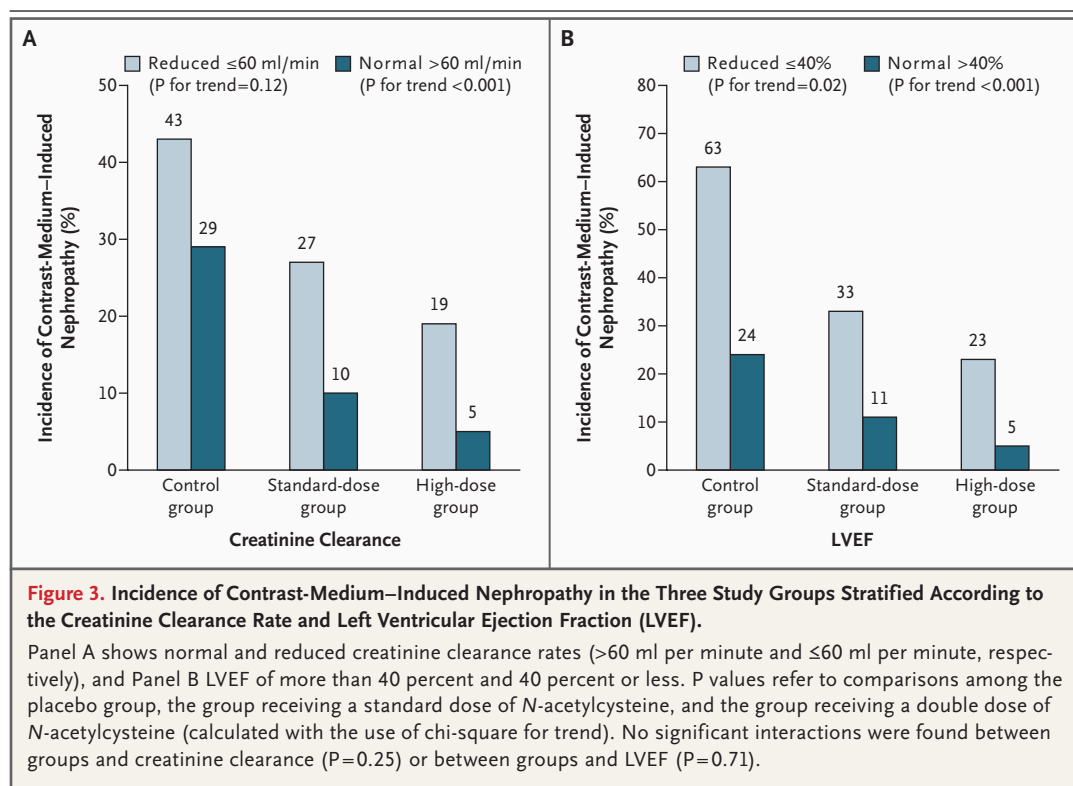 A
Reduced ≤60 ml/min
(P for trend=0.12)
Normal >60 ml/min
(P for trend <0.001)
Incidence of Contrast-Medium–Induced
Nephropathy (%)
50
40
30
20
10
0
43
29
27
10
19
5
Control
group
Standard-dose
group
High-dose
group
Creatinine Clearance
B
Reduced ≤40%
(P for trend=0.02)
Normal >40%
(P for trend <0.001)
Incidence of Contrast-Medium–Induced
Nephropathy (%)
80
70
60
50
40
30
20
10
0
63
24
33
11
23
5
Control
group
Standard-dose
group
High-dose
group
LVEF
Figure 3. Incidence of Contrast-Medium–Induced Nephropathy in the Three Study Groups Stratified According to
the Creatinine Clearance Rate and Left Ventricular Ejection Fraction (LVEF).
Panel A shows normal and reduced creatinine clearance rates (>60 ml per minute and ≤60 ml per minute, respec-
tively), and Panel B LVEF of more than 40 percent and 40 percent or less. P values refer to comparisons among the
placebo group, the group receiving a standard dose of N-acetylcysteine, and the group receiving a double dose of
N-acetylcysteine (calculated with the use of chi-square for trend). No significant interactions were found between
groups and creatinine clearance (P=0.25) or between groups and LVEF (P=0.71).